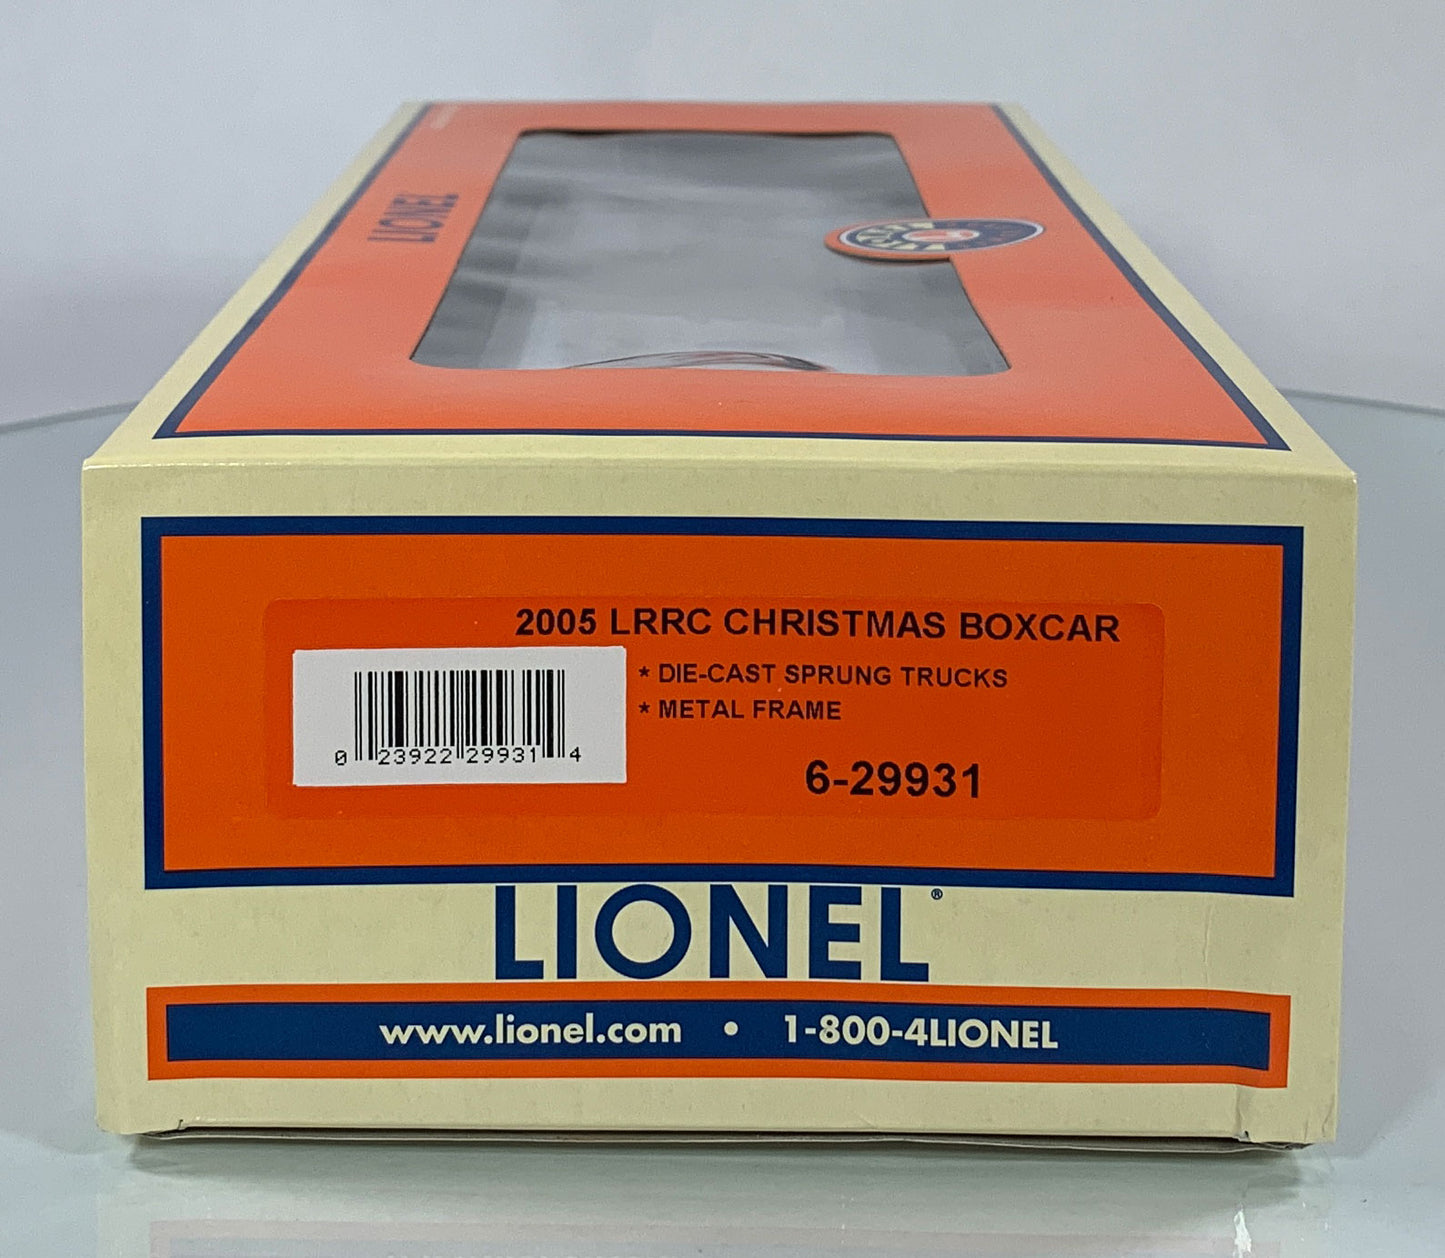 LIONEL
2005 LRRC CHRISTMAS BOXCAR
* DIE-CAST SPRUNG TRUCKS
* METAL FRAME
0 23922 29931 4
6-29931
LIONEL®
www.lionel.com • 1-800-4LIONEL